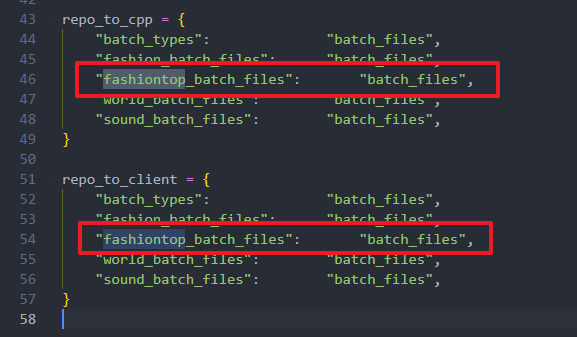 43 repo_to_cpp = {
44 "batch_types": "batch_files",
45 "fashion_batch_files": "batch_files",
46 "fashiontop_batch_files": "batch_files",
47 "world_batch_files": "batch_files",
48 "sound_batch_files": "batch_files",
49 }
50
51 repo_to_client = {
52 "batch_types": "batch_files",
53 "fashion_batch_files": "batch_files",
54 "fashiontop_batch_files": "batch_files",
55 "world_batch_files": "batch_files",
56 "sound_batch_files": "batch_files",
57 }
58